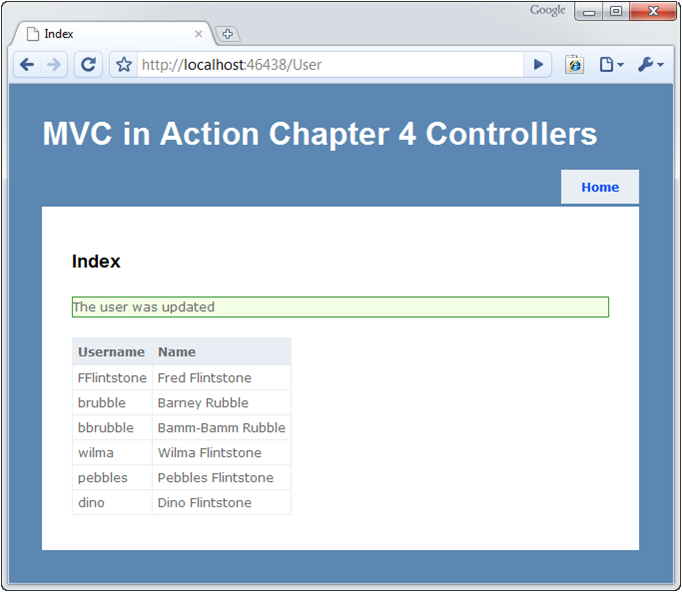 Google
Index
http://localhost:46438/User
MVC in Action Chapter 4 Controllers
Home
Index
The user was updated
Username Name
FFlintstone Fred Flintstone
brubble Barney Rubble
bbrubble Bamm-Bamm Rubble
wilma Wilma Flintstone
pebbles Pebbles Flintstone
dino Dino Flintstone